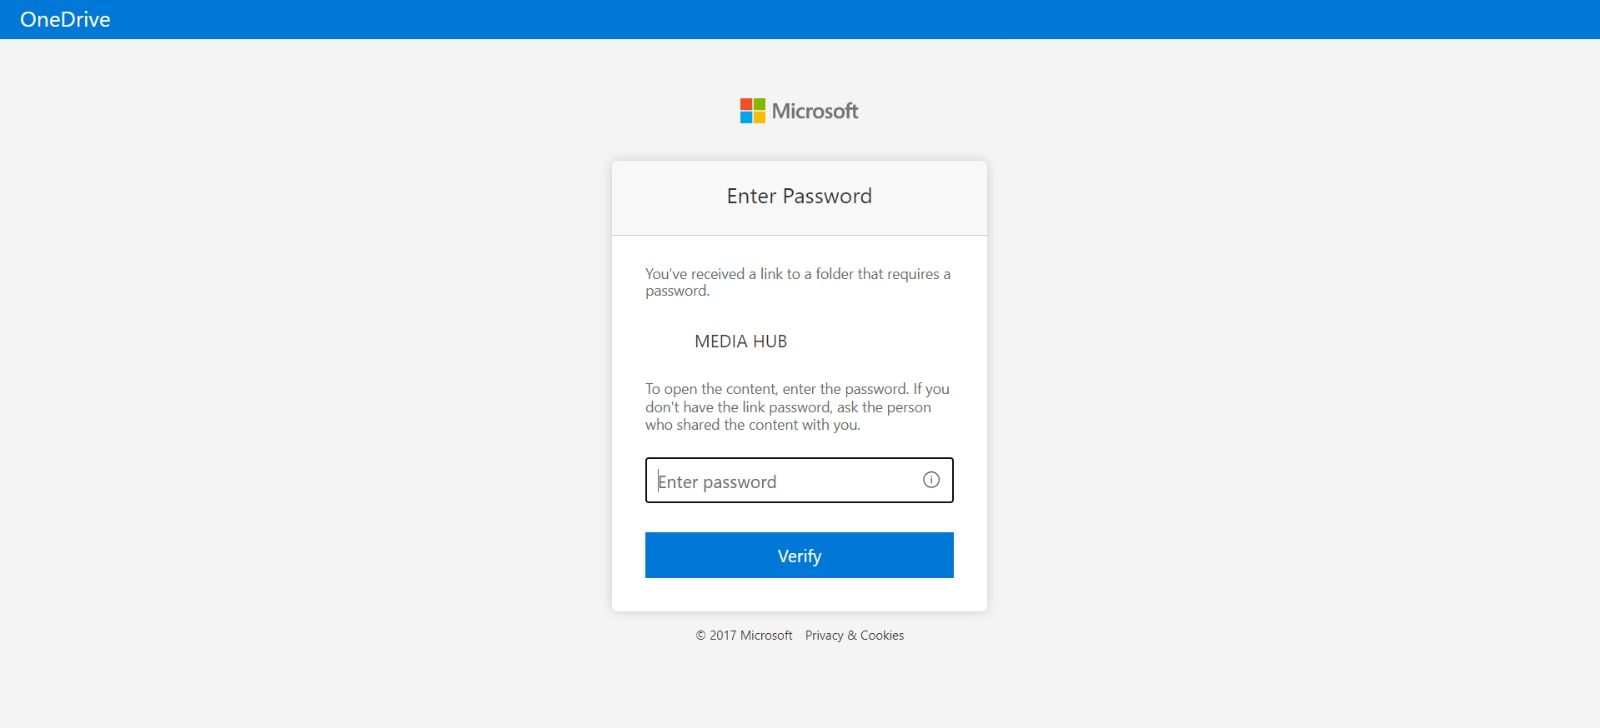 OneDrive
Microsoft
Enter Password
You've received a link to a folder that requires a
password.
MEDIA HUB
To open the content, enter the password. If you
don't have the link password, ask the person
who shared the content with you.
Enter password
Verify
© 2017 Microsoft Privacy & Cookies